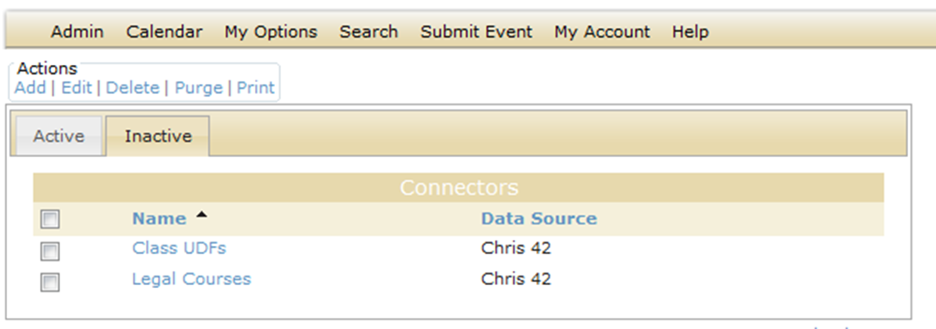 Admin Calendar My Options Search Submit Event My Account Help
Actions
Add | Edit | Delete | Purge | Print
Active Inactive
Connectors
Name Data Source
Class UDFs Chris 42
Legal Courses Chris 42